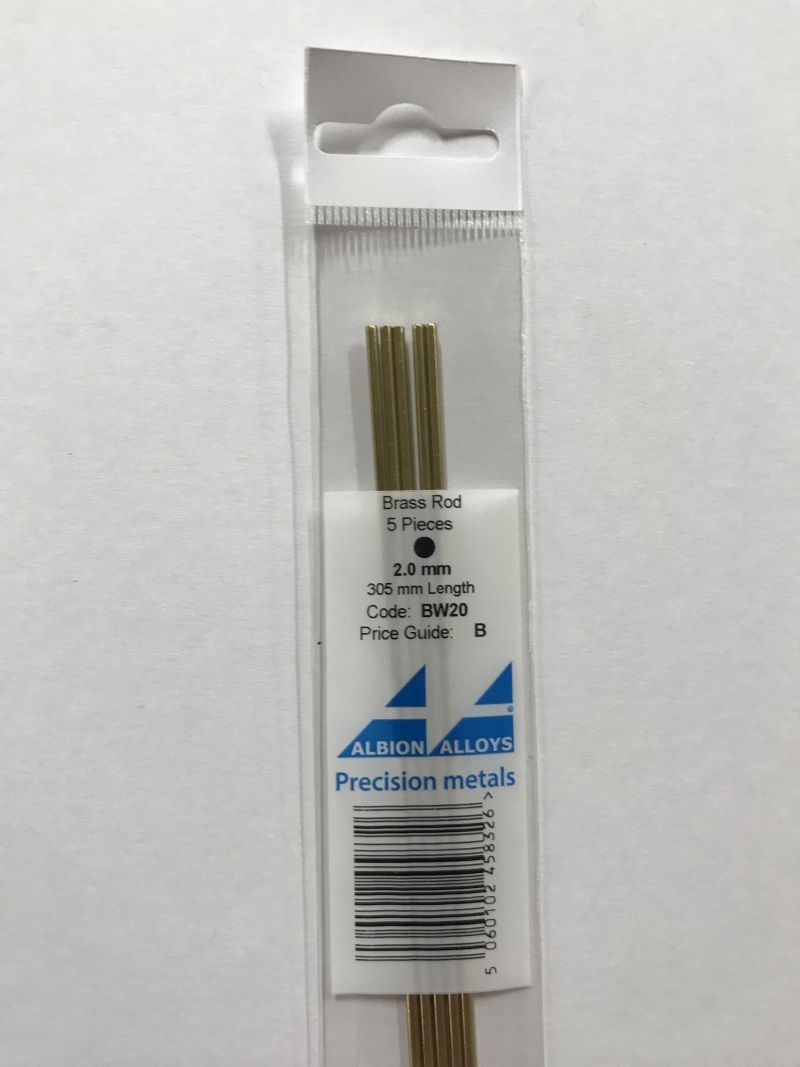 Brass Rod
5 Pieces
2.0 mm
305 mm Length
Code: BW20
Price Guide: B
ALBION ALLOYS®
Precision metals
5 060102 458326 >